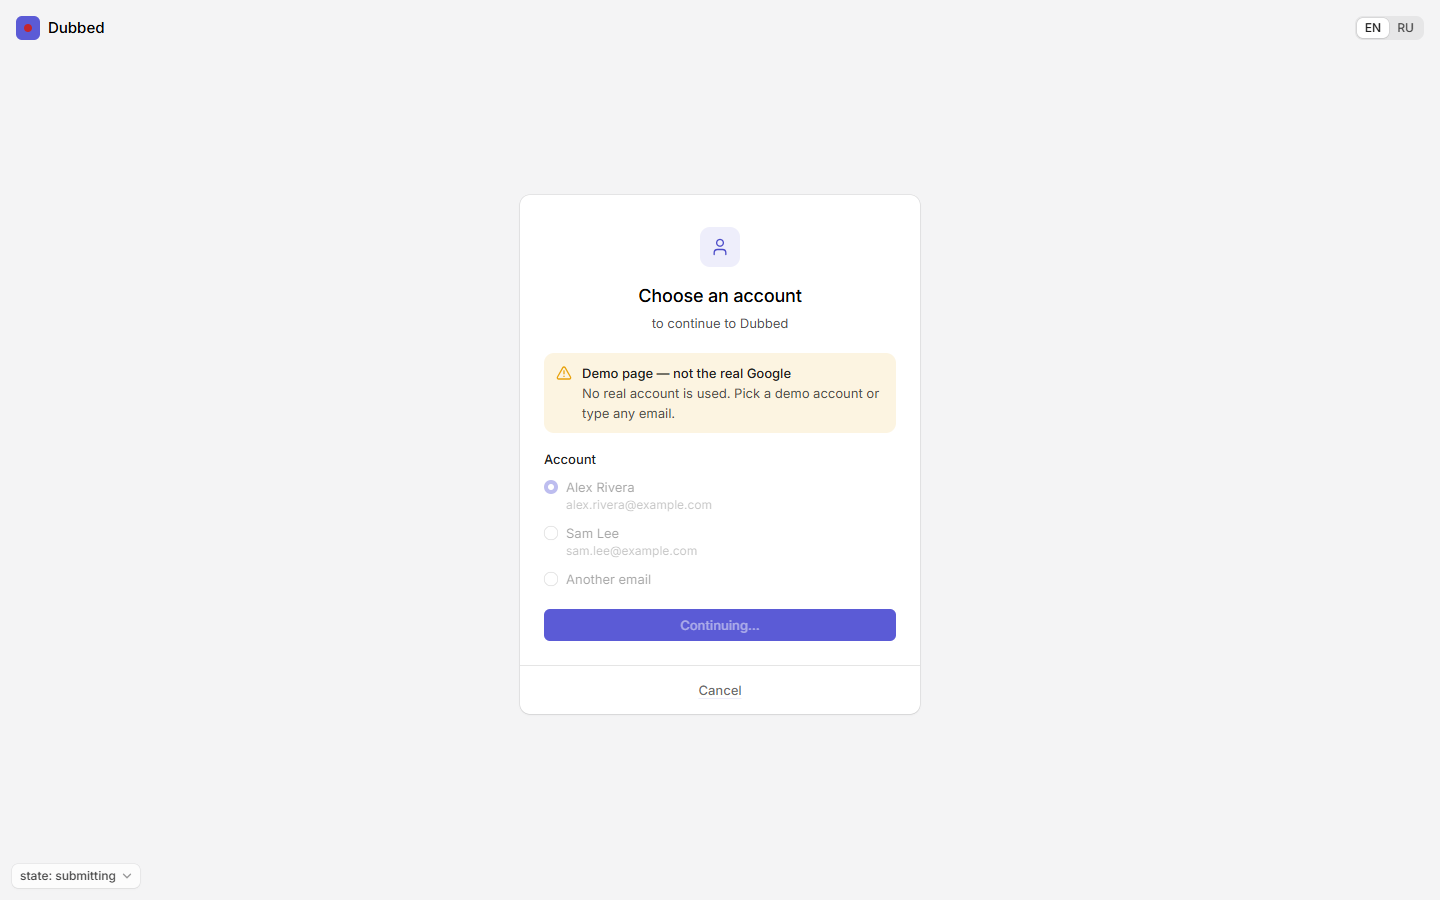 Dubbed
EN RU
Choose an account
to continue to Dubbed
Demo page — not the real Google
No real account is used. Pick a demo account or
type any email.
Account
Alex Rivera
alex.rivera@example.com
Sam Lee
sam.lee@example.com
Another email
Continuing...
Cancel
state: submitting